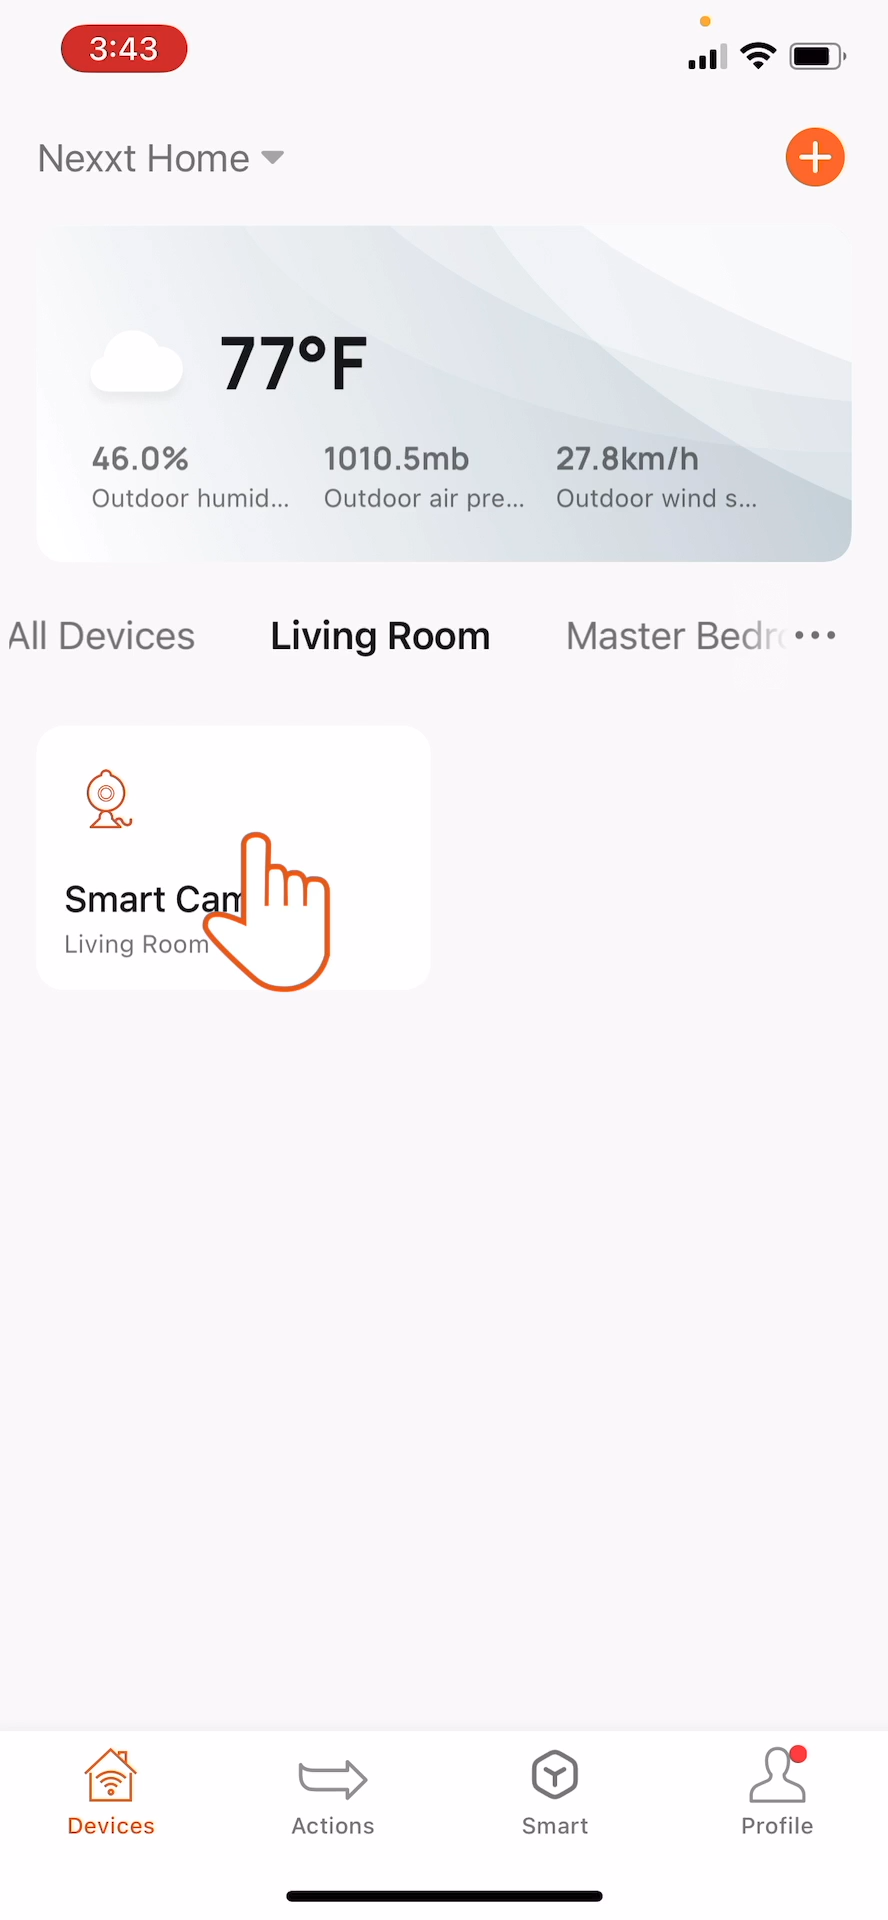 3:43
Nexxt Home
77°F
46.0% 1010.5mb 27.8km/h
Outdoor humid... Outdoor air pre... Outdoor wind s...
All Devices Living Room Master Bedr
Smart Cam
Living Room
Devices Actions Smart Profile